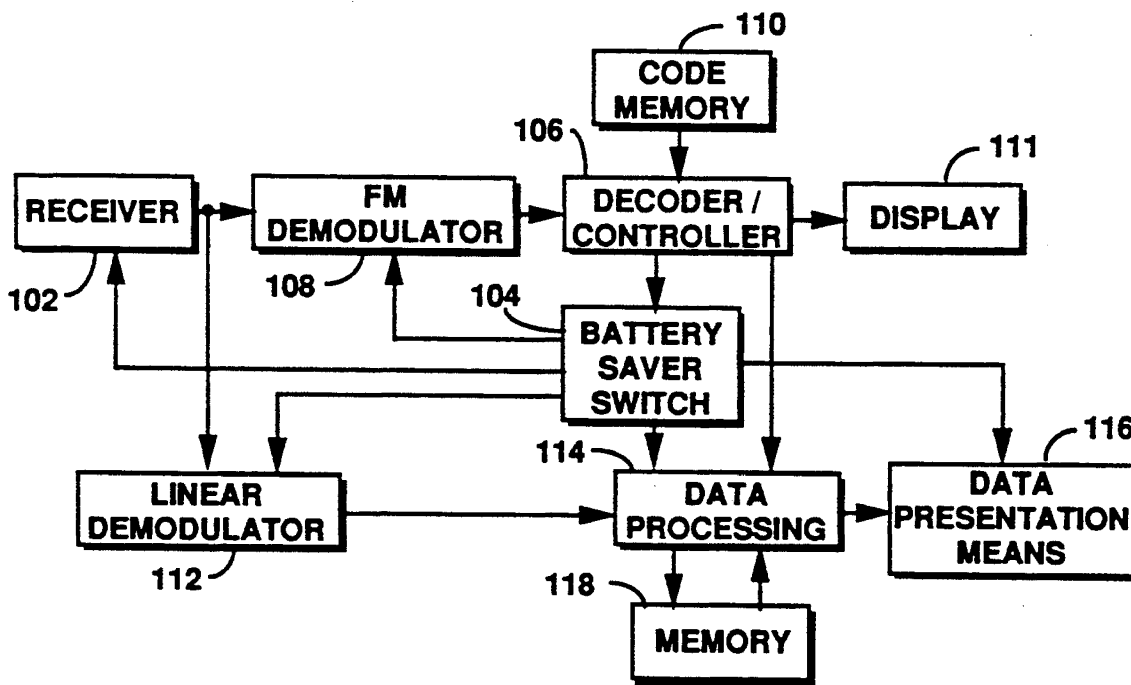 110
CODE
MEMORY
106
111
RECEIVER
FM
DEMODULATOR
DECODER /
CONTROLLER
DISPLAY
102
108
104
BATTERY
SAVER
SWITCH
116
114
LINEAR
DEMODULATOR
DATA
PROCESSING
DATA
PRESENTATION
MEANS
112
118
MEMORY